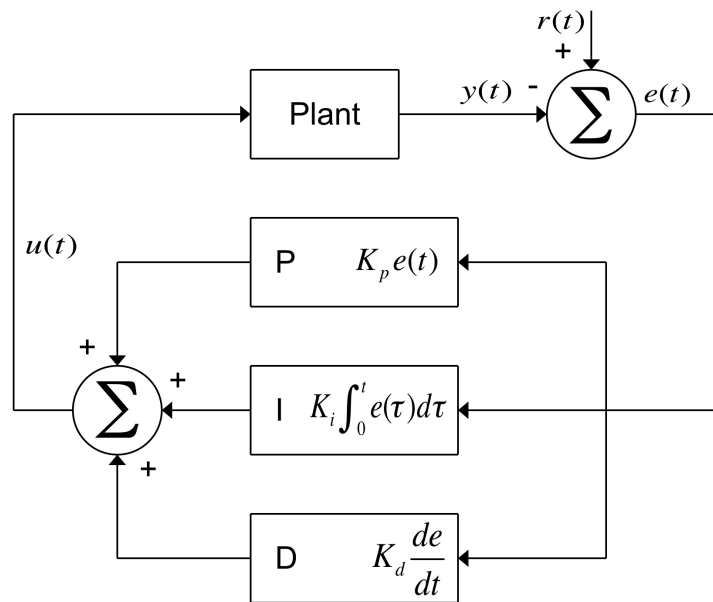 r(t)
+
Plant
y(t) -
∑
e(t)
u(t)
P K_p e(t)
+
+
∑
I K_i ∫_0^t e(τ)dτ
+
D K_d de/dt